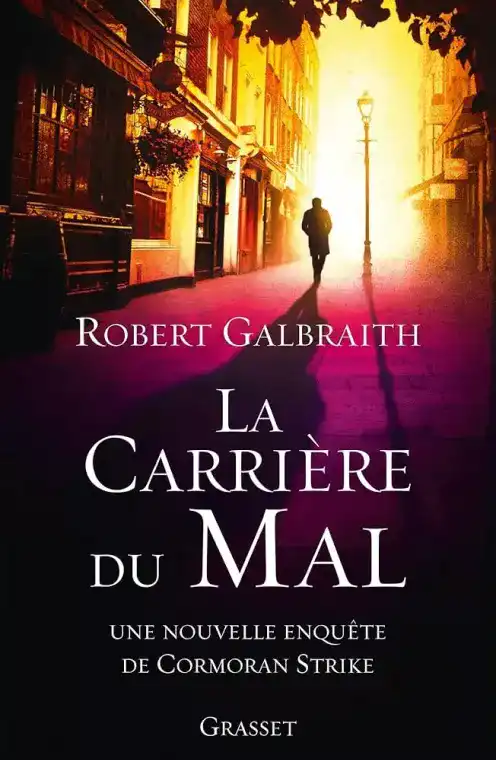 ROBERT GALBRAITH
LA
CARRIÈRE
DU MAL
UNE NOUVELLE ENQUÊTE
DE CORMORAN STRIKE
GRASSET